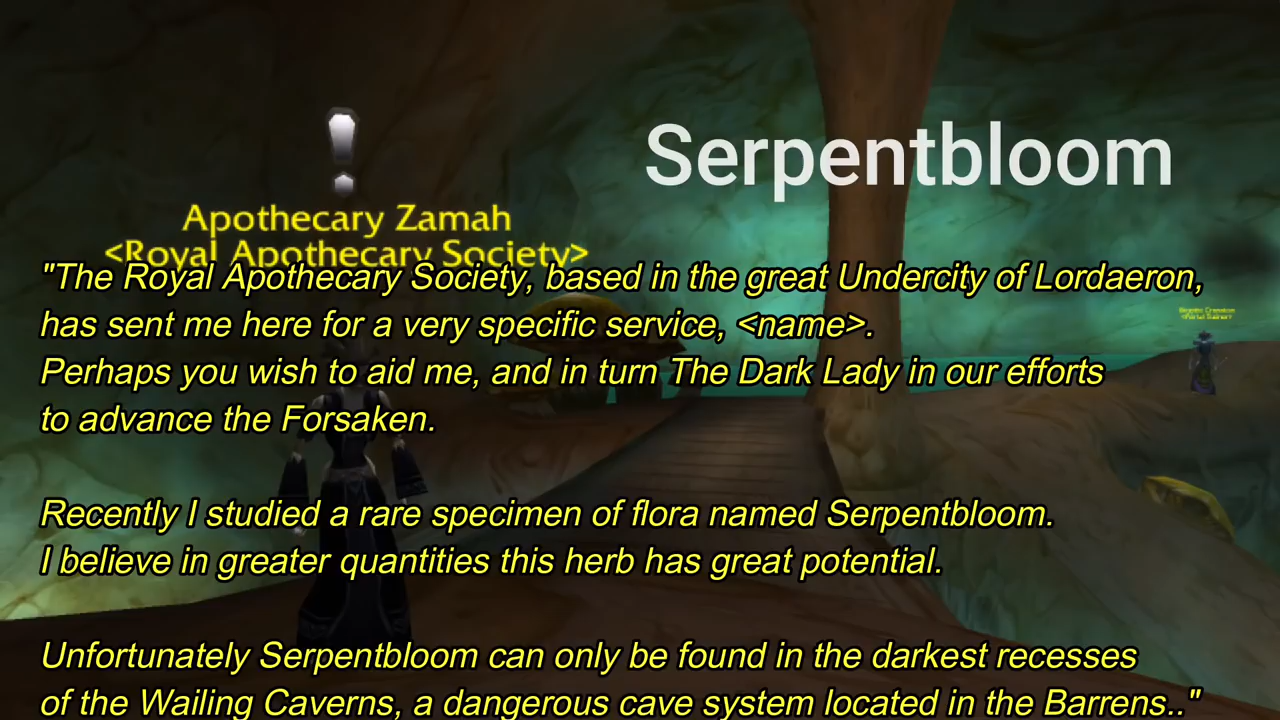 Serpentbloom
Apothecary Zamah
<Royal Apothecary Society>
"The Royal Apothecary Society, based in the great Undercity of Lordaeron,
has sent me here for a very specific service, <name>.
Perhaps you wish to aid me, and in turn The Dark Lady in our efforts
to advance the Forsaken.
Recently I studied a rare specimen of flora named Serpentbloom.
I believe in greater quantities this herb has great potential.
Unfortunately Serpentbloom can only be found in the darkest recesses
of the Wailing Caverns, a dangerous cave system located in the Barrens.."